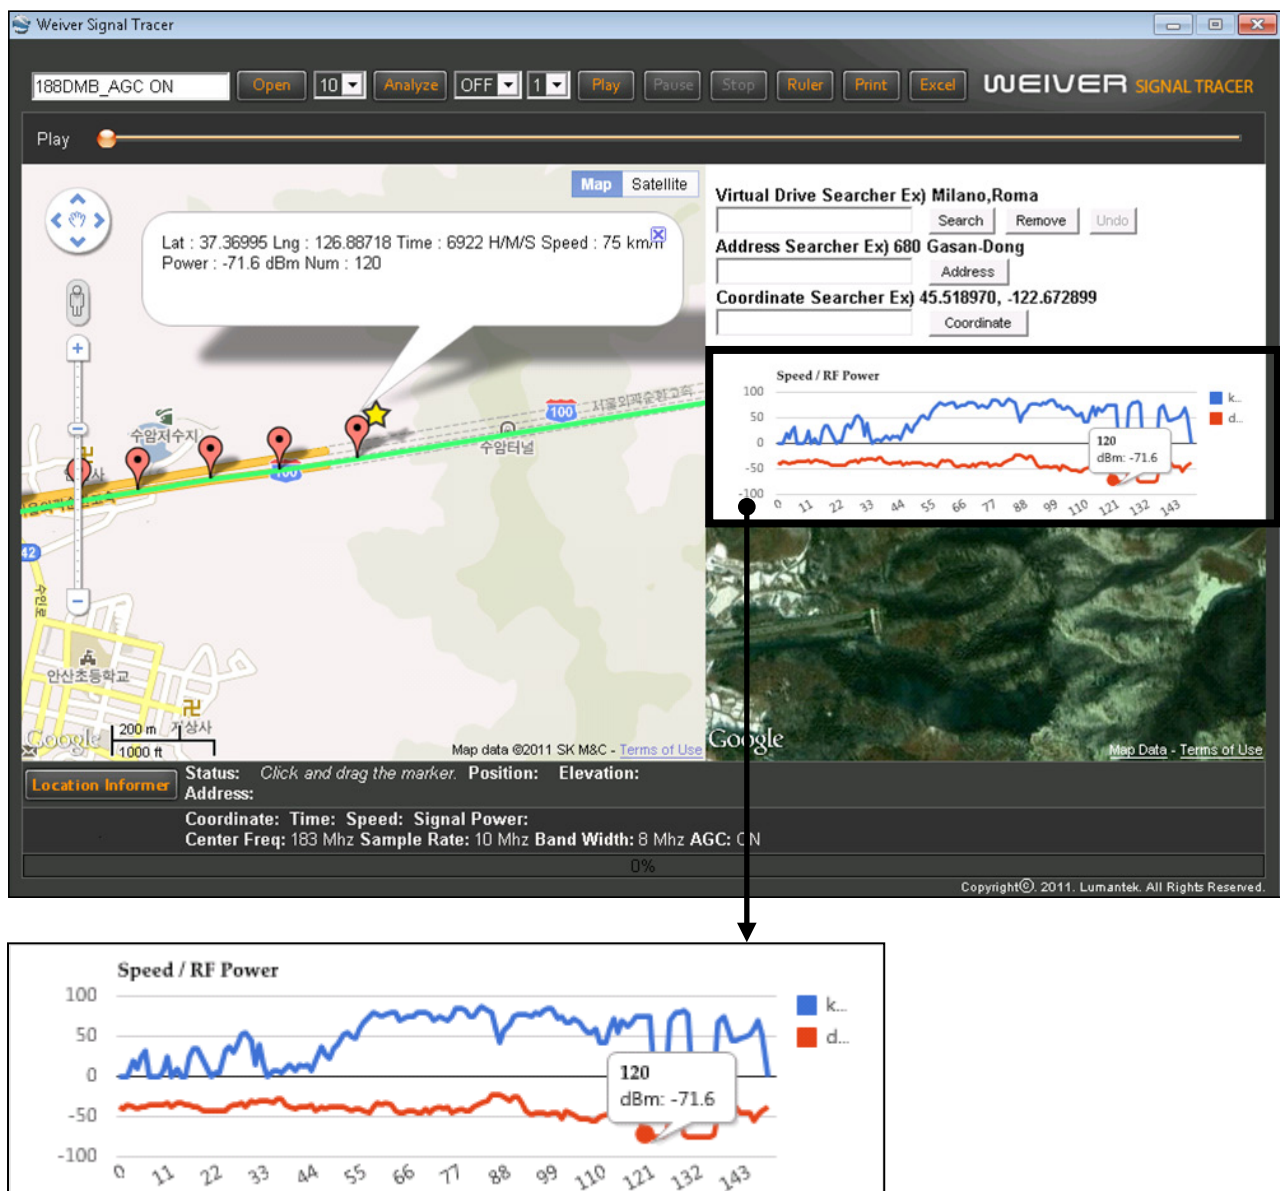 Weiver Signal Tracer
188DMB_AGC ON Open 10 Analyze OFF 1 Play Pause Stop Ruler Print Excel WEIVER SIGNAL TRACER
Play
Map Satellite
Lat : 37.36995 Lng : 126.88718 Time : 6922 H/M/S Speed : 75 km/h
Power : -71.6 dBm Num : 120
Virtual Drive Searcher Ex) Milano,Roma
Search Remove Undo
Address Searcher Ex) 680 Gasan-Dong
Address
Coordinate Searcher Ex) 45.518970, -122.672899
Coordinate
100
수암저수지
수암터널
100
42
수인로
안산초등학교
지상사
Google
200 m
1000 ft
Map data ©2011 SK M&C - Terms of Use
Speed / RF Power
100
50
0
-50
-100
k...
d...
120
dBm: -71.6
0 11 22 33 44 55 66 77 88 99 110 121 132 143
Google
Map Data - Terms of Use
Location Informer
Status: Click and drag the marker. Position: Elevation:
Address:
Coordinate: Time: Speed: Signal Power:
Center Freq: 183 Mhz Sample Rate: 10 Mhz Band Width: 8 Mhz AGC: ON
0%
Copyright©. 2011. Lumantek. All Rights Reserved.
Speed / RF Power
100
50
0
-50
-100
k...
d...
120
dBm: -71.6
0 11 22 33 44 55 66 77 88 99 110 121 132 143